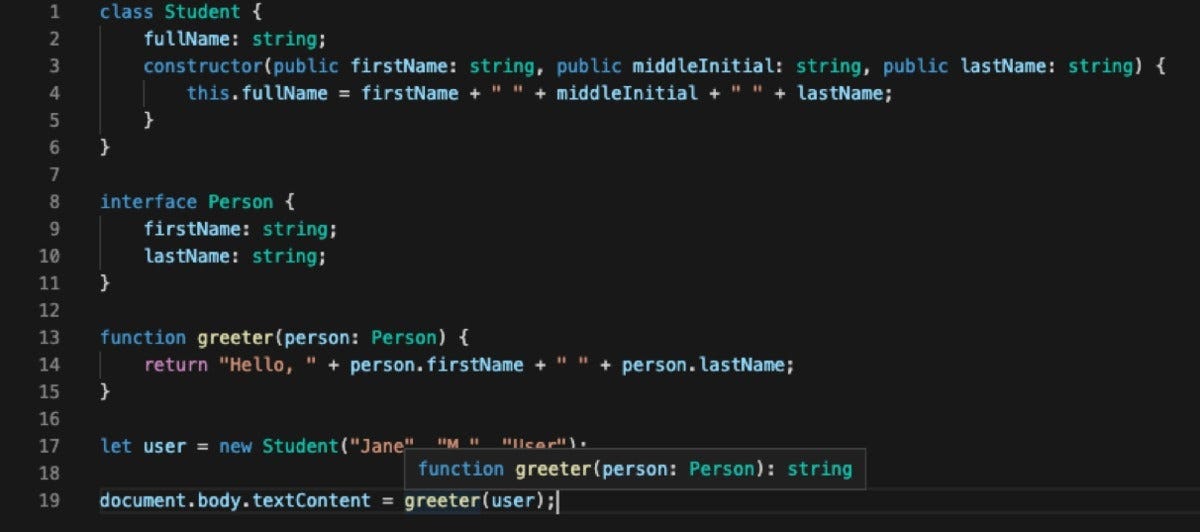 1 class Student {
2 fullName: string;
3 constructor(public firstName: string, public middleInitial: string, public lastName: string) {
4 this.fullName = firstName + " " + middleInitial + " " + lastName;
5 }
6 }
7
8 interface Person {
9 firstName: string;
10 lastName: string;
11 }
12
13 function greeter(person: Person) {
14 return "Hello, " + person.firstName + " " + person.lastName;
15 }
16
17 let user = new Student("Jane", "M.", "User");
function greeter(person: Person): string
18
19 document.body.textContent = greeter(user);